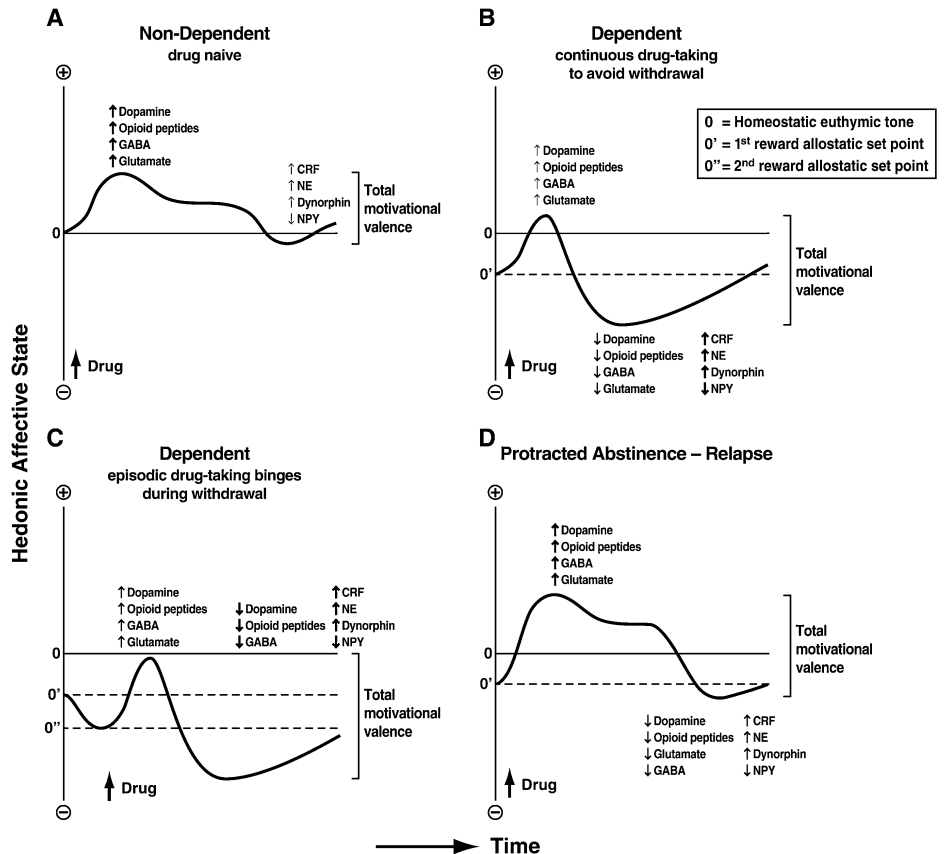 A
Non-Dependent
drug naive
⊕
↑ Dopamine
↑ Opioid peptides
↑ GABA
↑ Glutamate
↑ CRF
↑ NE
↑ Dynorphin
↓ NPY
Total
motivational
valence
0
Drug
⊖
B
Dependent
continuous drug-taking
to avoid withdrawal
⊕
0 = Homeostatic euthymic tone
0' = 1st reward allostatic set point
0'' = 2nd reward allostatic set point
↑ Dopamine
↑ Opioid peptides
↑ GABA
↑ Glutamate
0
0'
Total
motivational
valence
↓ Dopamine
↓ Opioid peptides
↓ GABA
↓ Glutamate
↑ CRF
↑ NE
↑ Dynorphin
↓ NPY
Drug
⊖
Hedonic Affective State
C
Dependent
episodic drug-taking binges
during withdrawal
⊕
↑ Dopamine
↑ Opioid peptides
↑ GABA
↑ Glutamate
↓ Dopamine
↓ Opioid peptides
↓ GABA
↑ CRF
↑ NE
↑ Dynorphin
↓ NPY
0
0'
0''
Total
motivational
valence
Drug
⊖
D
Protracted Abstinence – Relapse
⊕
↑ Dopamine
↑ Opioid peptides
↑ GABA
↑ Glutamate
0
0'
Total
motivational
valence
↓ Dopamine
↓ Opioid peptides
↓ Glutamate
↓ GABA
↑ CRF
↑ NE
↑ Dynorphin
↓ NPY
Drug
⊖
Time